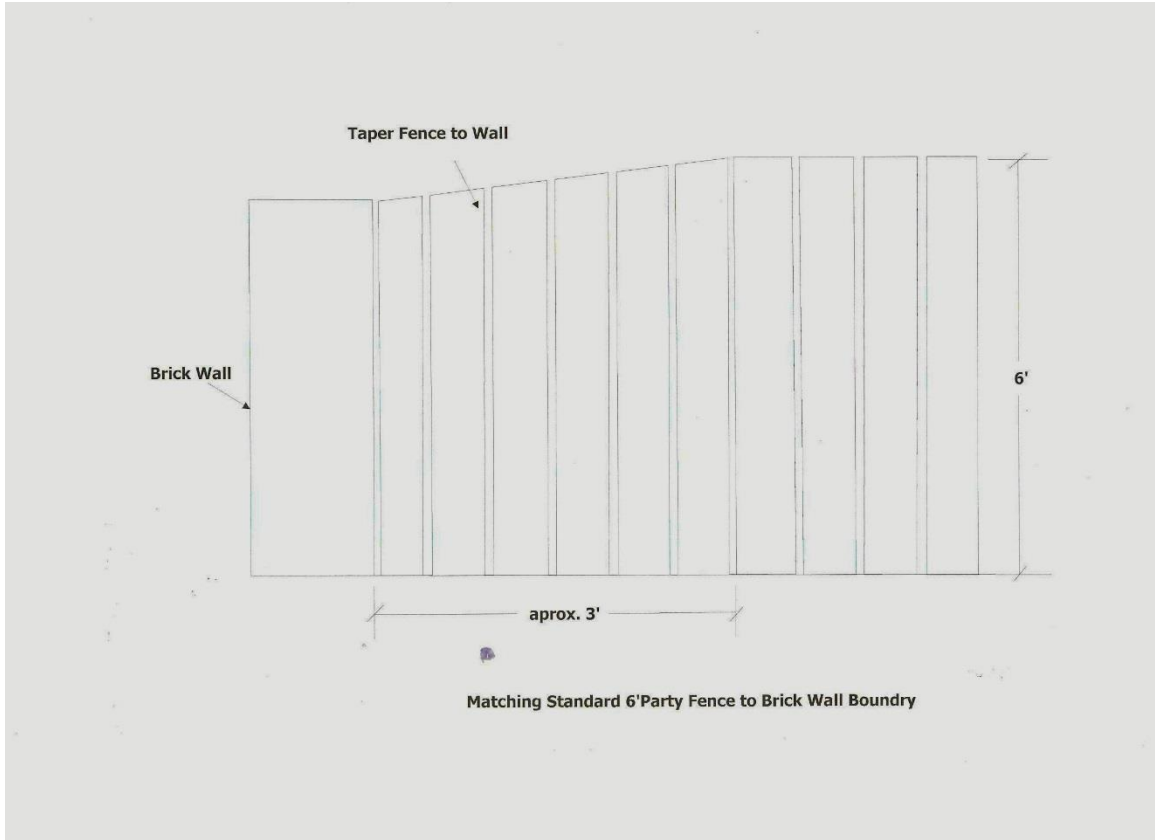 Taper Fence to Wall
Brick Wall
6'
aprox. 3'
Matching Standard 6'Party Fence to Brick Wall Boundry